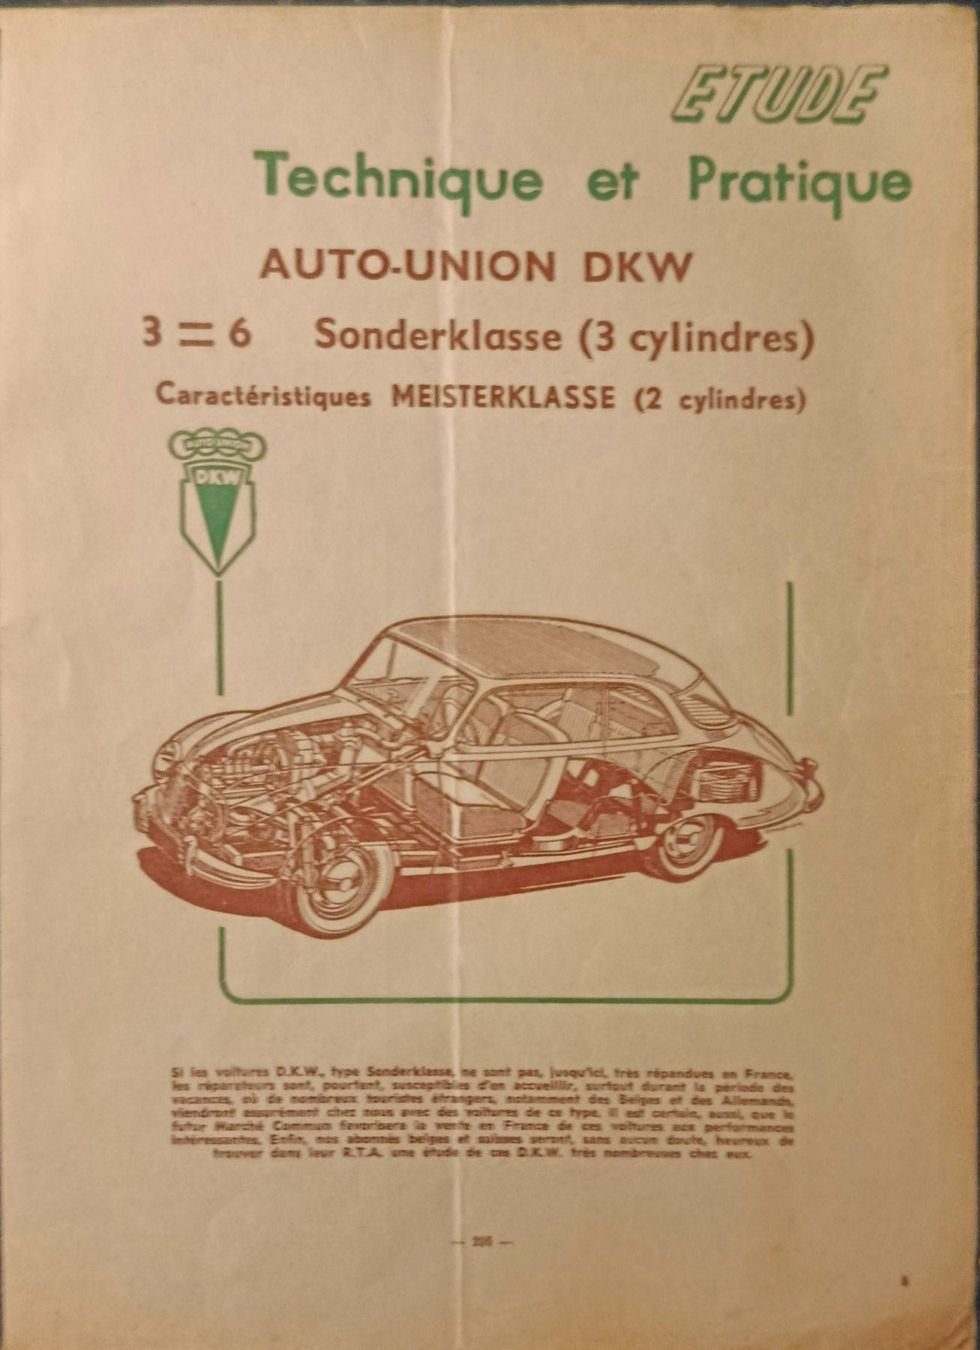 ETUDE
Technique et Pratique
AUTO-UNION DKW
3 = 6 Sonderklasse (3 cylindres)
Caractéristiques MEISTERKLASSE (2 cylindres)
AUTO-UNION
DKW
Si les voitures D.K.W., type Sonderklasse, ne sont pas, jusqu'ici, très répandues en France,
les réparateurs sont, pourtant, susceptibles d'en accueillir, surtout durant la période des
vacances, où de nombreux touristes étrangers, notamment des Belges et des Allemands,
viendront assurément chez nous avec des voitures de ce type. Il est certain, aussi, que le
futur Marché Commun favorisera la vente en France de ces voitures aux performances
intéressantes. Enfin, nos abonnés belges et suisses seront, sans aucun doute, heureux de
trouver dans leur R.T.A. une étude de ces D.K.W. très nombreuses chez eux.